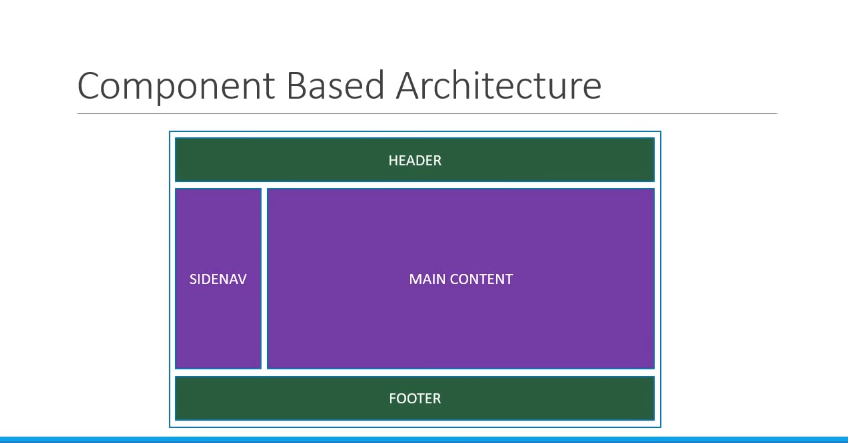 Component Based Architecture
HEADER
SIDENAV
MAIN CONTENT
FOOTER